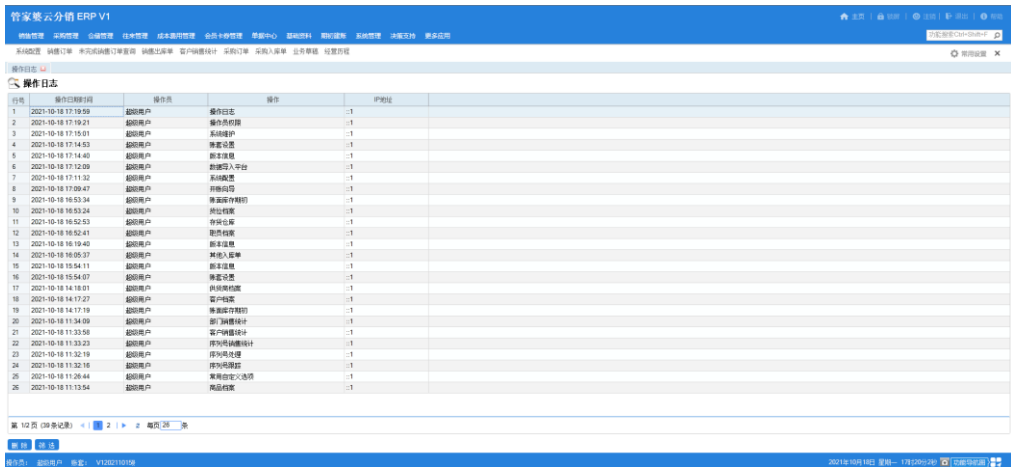 管家婆云分销 ERP V1
主页 | 锁屏 | 注销 | 退出 | 帮助
销售管理 采购管理 仓储管理 往来管理 成本费用管理 会员卡券管理 单据中心 基础资料 期初建账 系统管理 决策支持 更多应用
功能搜索Ctrl+Shift+F
系统配置 销售订单 未完成销售订单查询 销售出库单 客户销售统计 采购订单 采购入库单 业务草稿 经营历程
常用设置
操作日志
操作日志
行号 操作日期时间 操作员 操作 IP地址
1 2021-10-18 17:19:59 超级用户 操作日志 ::1
2 2021-10-18 17:19:21 超级用户 操作员权限 ::1
3 2021-10-18 17:15:01 超级用户 系统维护 ::1
4 2021-10-18 17:14:53 超级用户 账套设置 ::1
5 2021-10-18 17:14:40 超级用户 版本信息 ::1
6 2021-10-18 17:12:09 超级用户 数据导入平台 ::1
7 2021-10-18 17:11:32 超级用户 系统配置 ::1
8 2021-10-18 17:09:47 超级用户 开账向导 ::1
9 2021-10-18 16:53:34 超级用户 账面库存期初 ::1
10 2021-10-18 16:53:24 超级用户 货位档案 ::1
11 2021-10-18 16:52:53 超级用户 存货仓库 ::1
12 2021-10-18 16:52:41 超级用户 职员档案 ::1
13 2021-10-18 16:19:40 超级用户 版本信息 ::1
14 2021-10-18 16:05:37 超级用户 其他入库单 ::1
15 2021-10-18 15:54:11 超级用户 版本信息 ::1
16 2021-10-18 15:54:07 超级用户 账套设置 ::1
17 2021-10-18 14:18:01 超级用户 供货商档案 ::1
18 2021-10-18 14:17:27 超级用户 客户档案 ::1
19 2021-10-18 14:17:19 超级用户 账面库存期初 ::1
20 2021-10-18 11:34:09 超级用户 部门销售统计 ::1
21 2021-10-18 11:33:58 超级用户 客户销售统计 ::1
22 2021-10-18 11:33:23 超级用户 序列号销售统计 ::1
23 2021-10-18 11:32:19 超级用户 序列号处理 ::1
24 2021-10-18 11:32:16 超级用户 序列号跟踪 ::1
25 2021-10-18 11:26:44 超级用户 常用自定义选项 ::1
26 2021-10-18 11:13:54 超级用户 商品档案 ::1
第 1/2 页 (39 条记录) 1 2 2 每页 26 条
删 除 筛 选
操作员: 超级用户 帐套: V1202110158 2021年10月18日 星期一 17时20分2秒 功能导航图